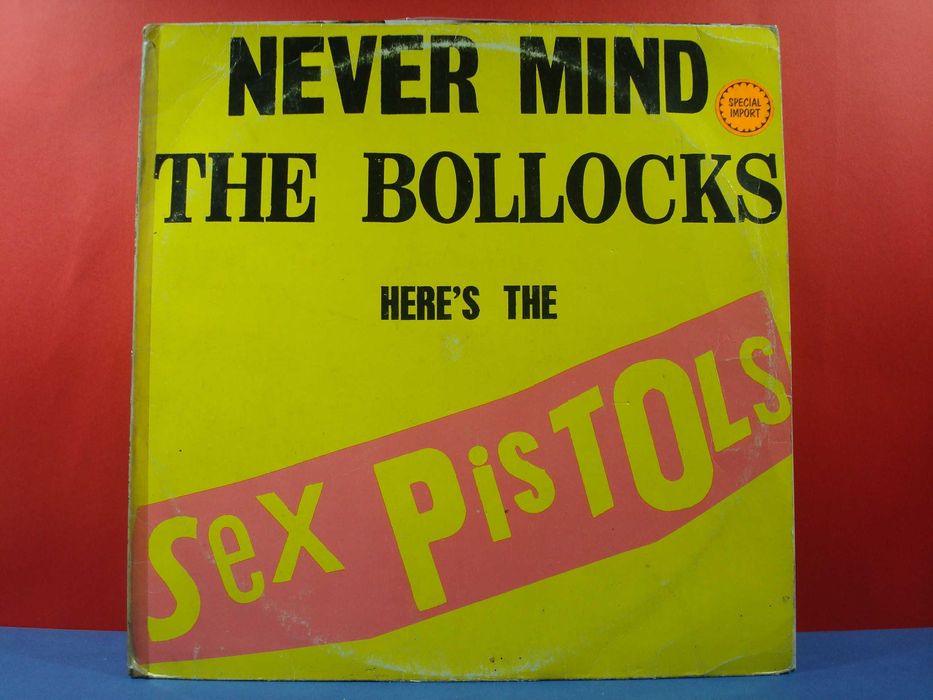 NEVER MIND
SPECIAL
IMPORT
THE BOLLOCKS
HERE'S THE
Sex PisTOLs